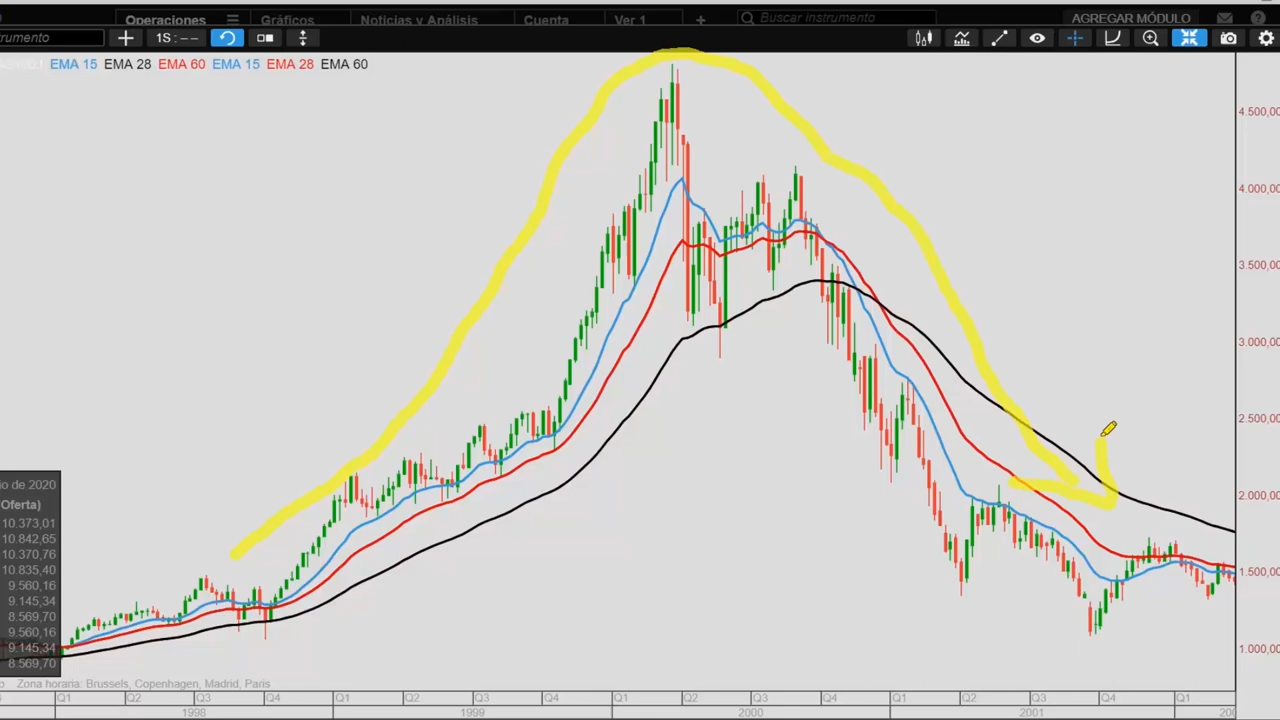 Operaciones Gráficos Noticias y Análisis Cuenta Ver 1 + Buscar instrumento AGREGAR MÓDULO
1S : – –
EMA 15 EMA 28 EMA 60 EMA 15 EMA 28 EMA 60
4.500,00
4.000,00
3.500,00
3.000,00
2.500,00
2.000,00
1.500,00
1.000,00
io de 2020
Oferta)
10.373,01
10.842,65
10.370,76
10.835,40
9.560,16
9.145,34
8.569,70
9.560,16
9.145,34
8.569,70
Zona horaria: Brussels, Copenhagen, Madrid, Paris
Q1 Q2 Q3 Q4 Q1 Q2 Q3 Q4 Q1 Q2 Q3 Q4 Q1 Q2 Q3 Q4 Q1
1998 1999 2000 2001